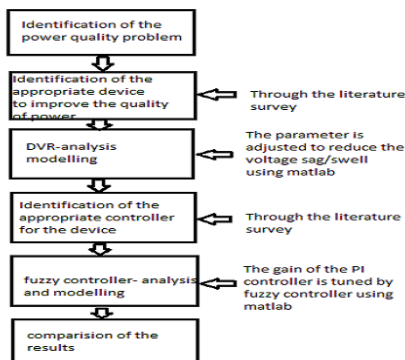 Identification of the
power quality problem
Identification of the
appropriate device
to improve the quality
of power
Through the literature
survey
DVR-analysis
modelling
The parameter is
adjusted to reduce the
voltage sag/swell
using matlab
Identification of the
appropriate controller
for the device
Through the literature
survey
fuzzy controller- analysis
and modelling
The gain of the PI
controller is tuned by
fuzzy controller using
matlab
comparision of the
results